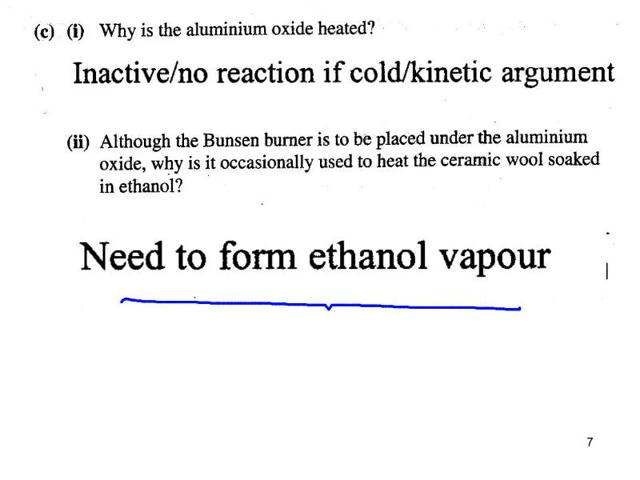 (c) (i) Why is the aluminium oxide heated?
Inactive/no reaction if cold/kinetic argument
(ii) Although the Bunsen burner is to be placed under the aluminium
oxide, why is it occasionally used to heat the ceramic wool soaked
in ethanol?
Need to form ethanol vapour
7